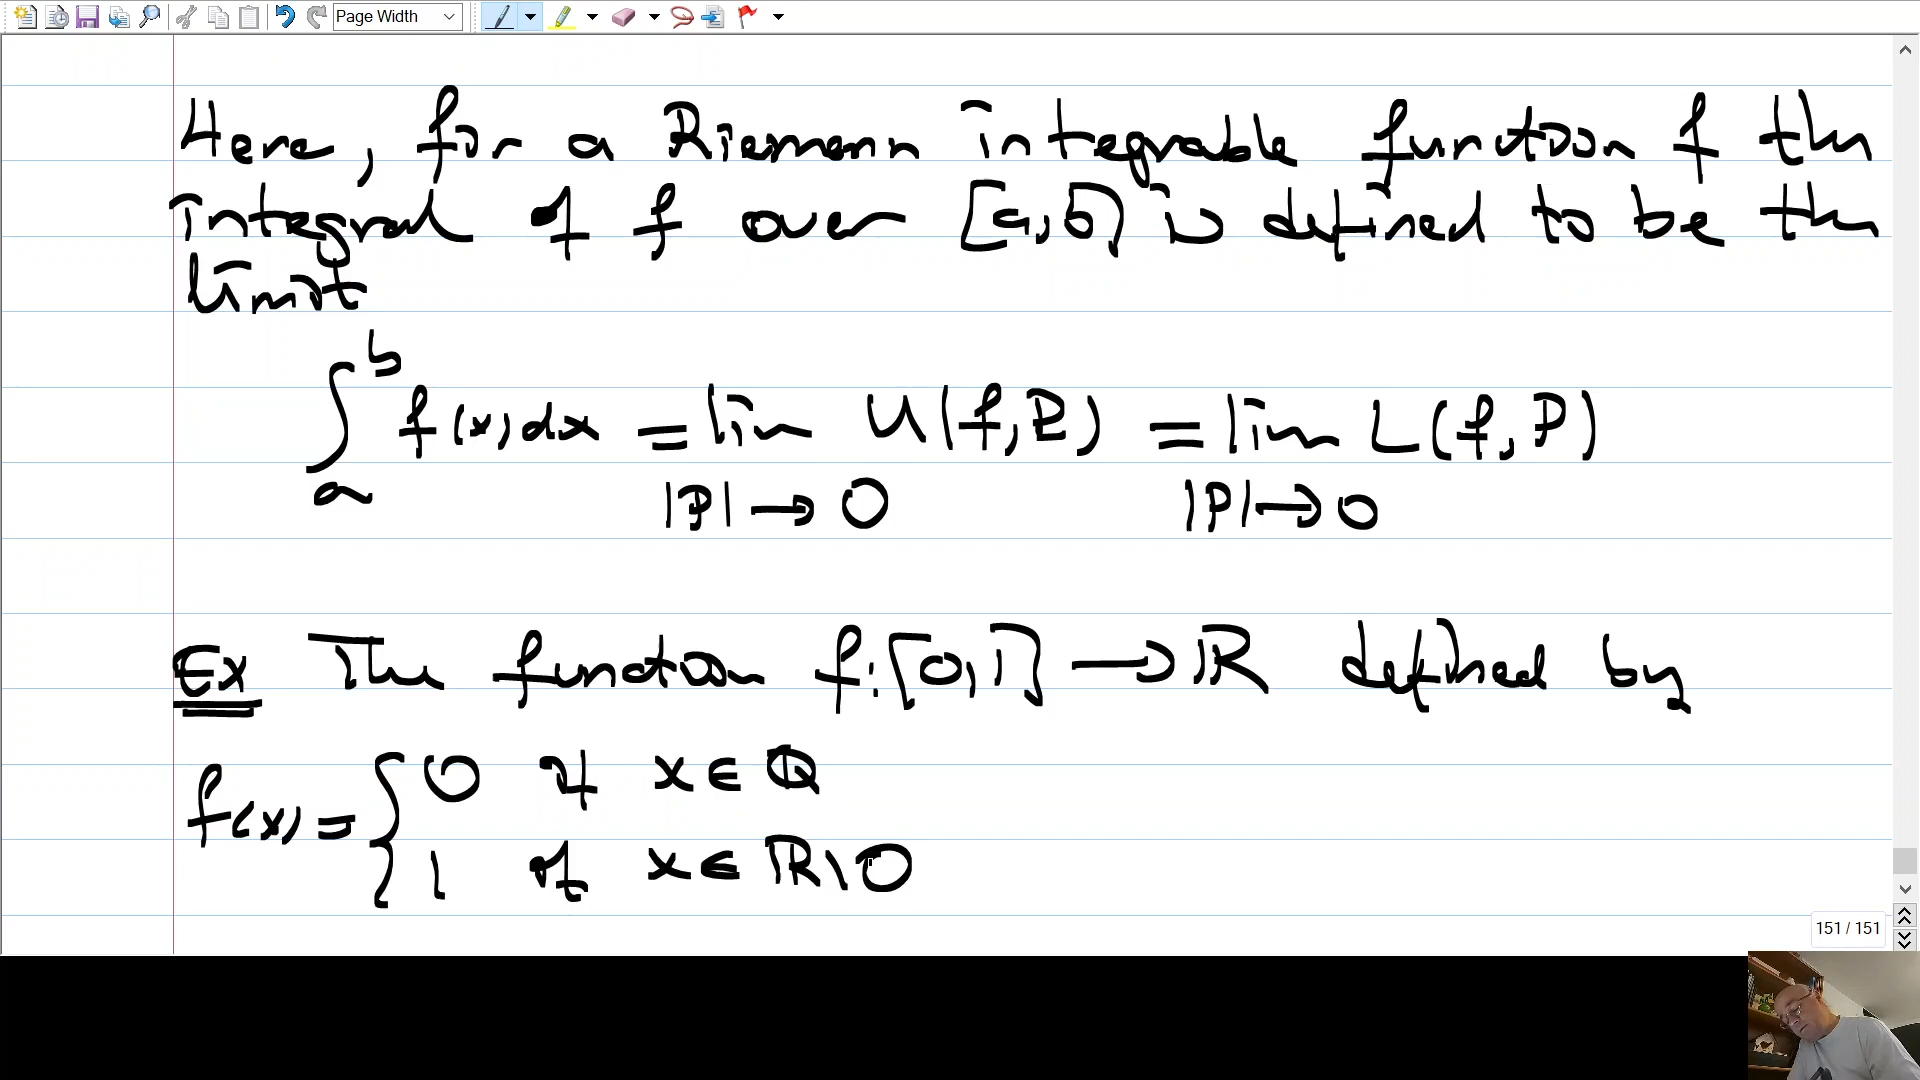 Page Width
Here, for a Riemann integrable function f the
integral of f over [a,b] is defined to be the
limit
∫_a^b f(x)dx = lim U(f,P) = lim L(f,P)
|P| → 0 |P| → 0
Ex The function f:[0,1] → ℝ defined by
f(x) = { 0 if x ∈ ℚ
1 if x ∈ ℝ\O
151 / 151